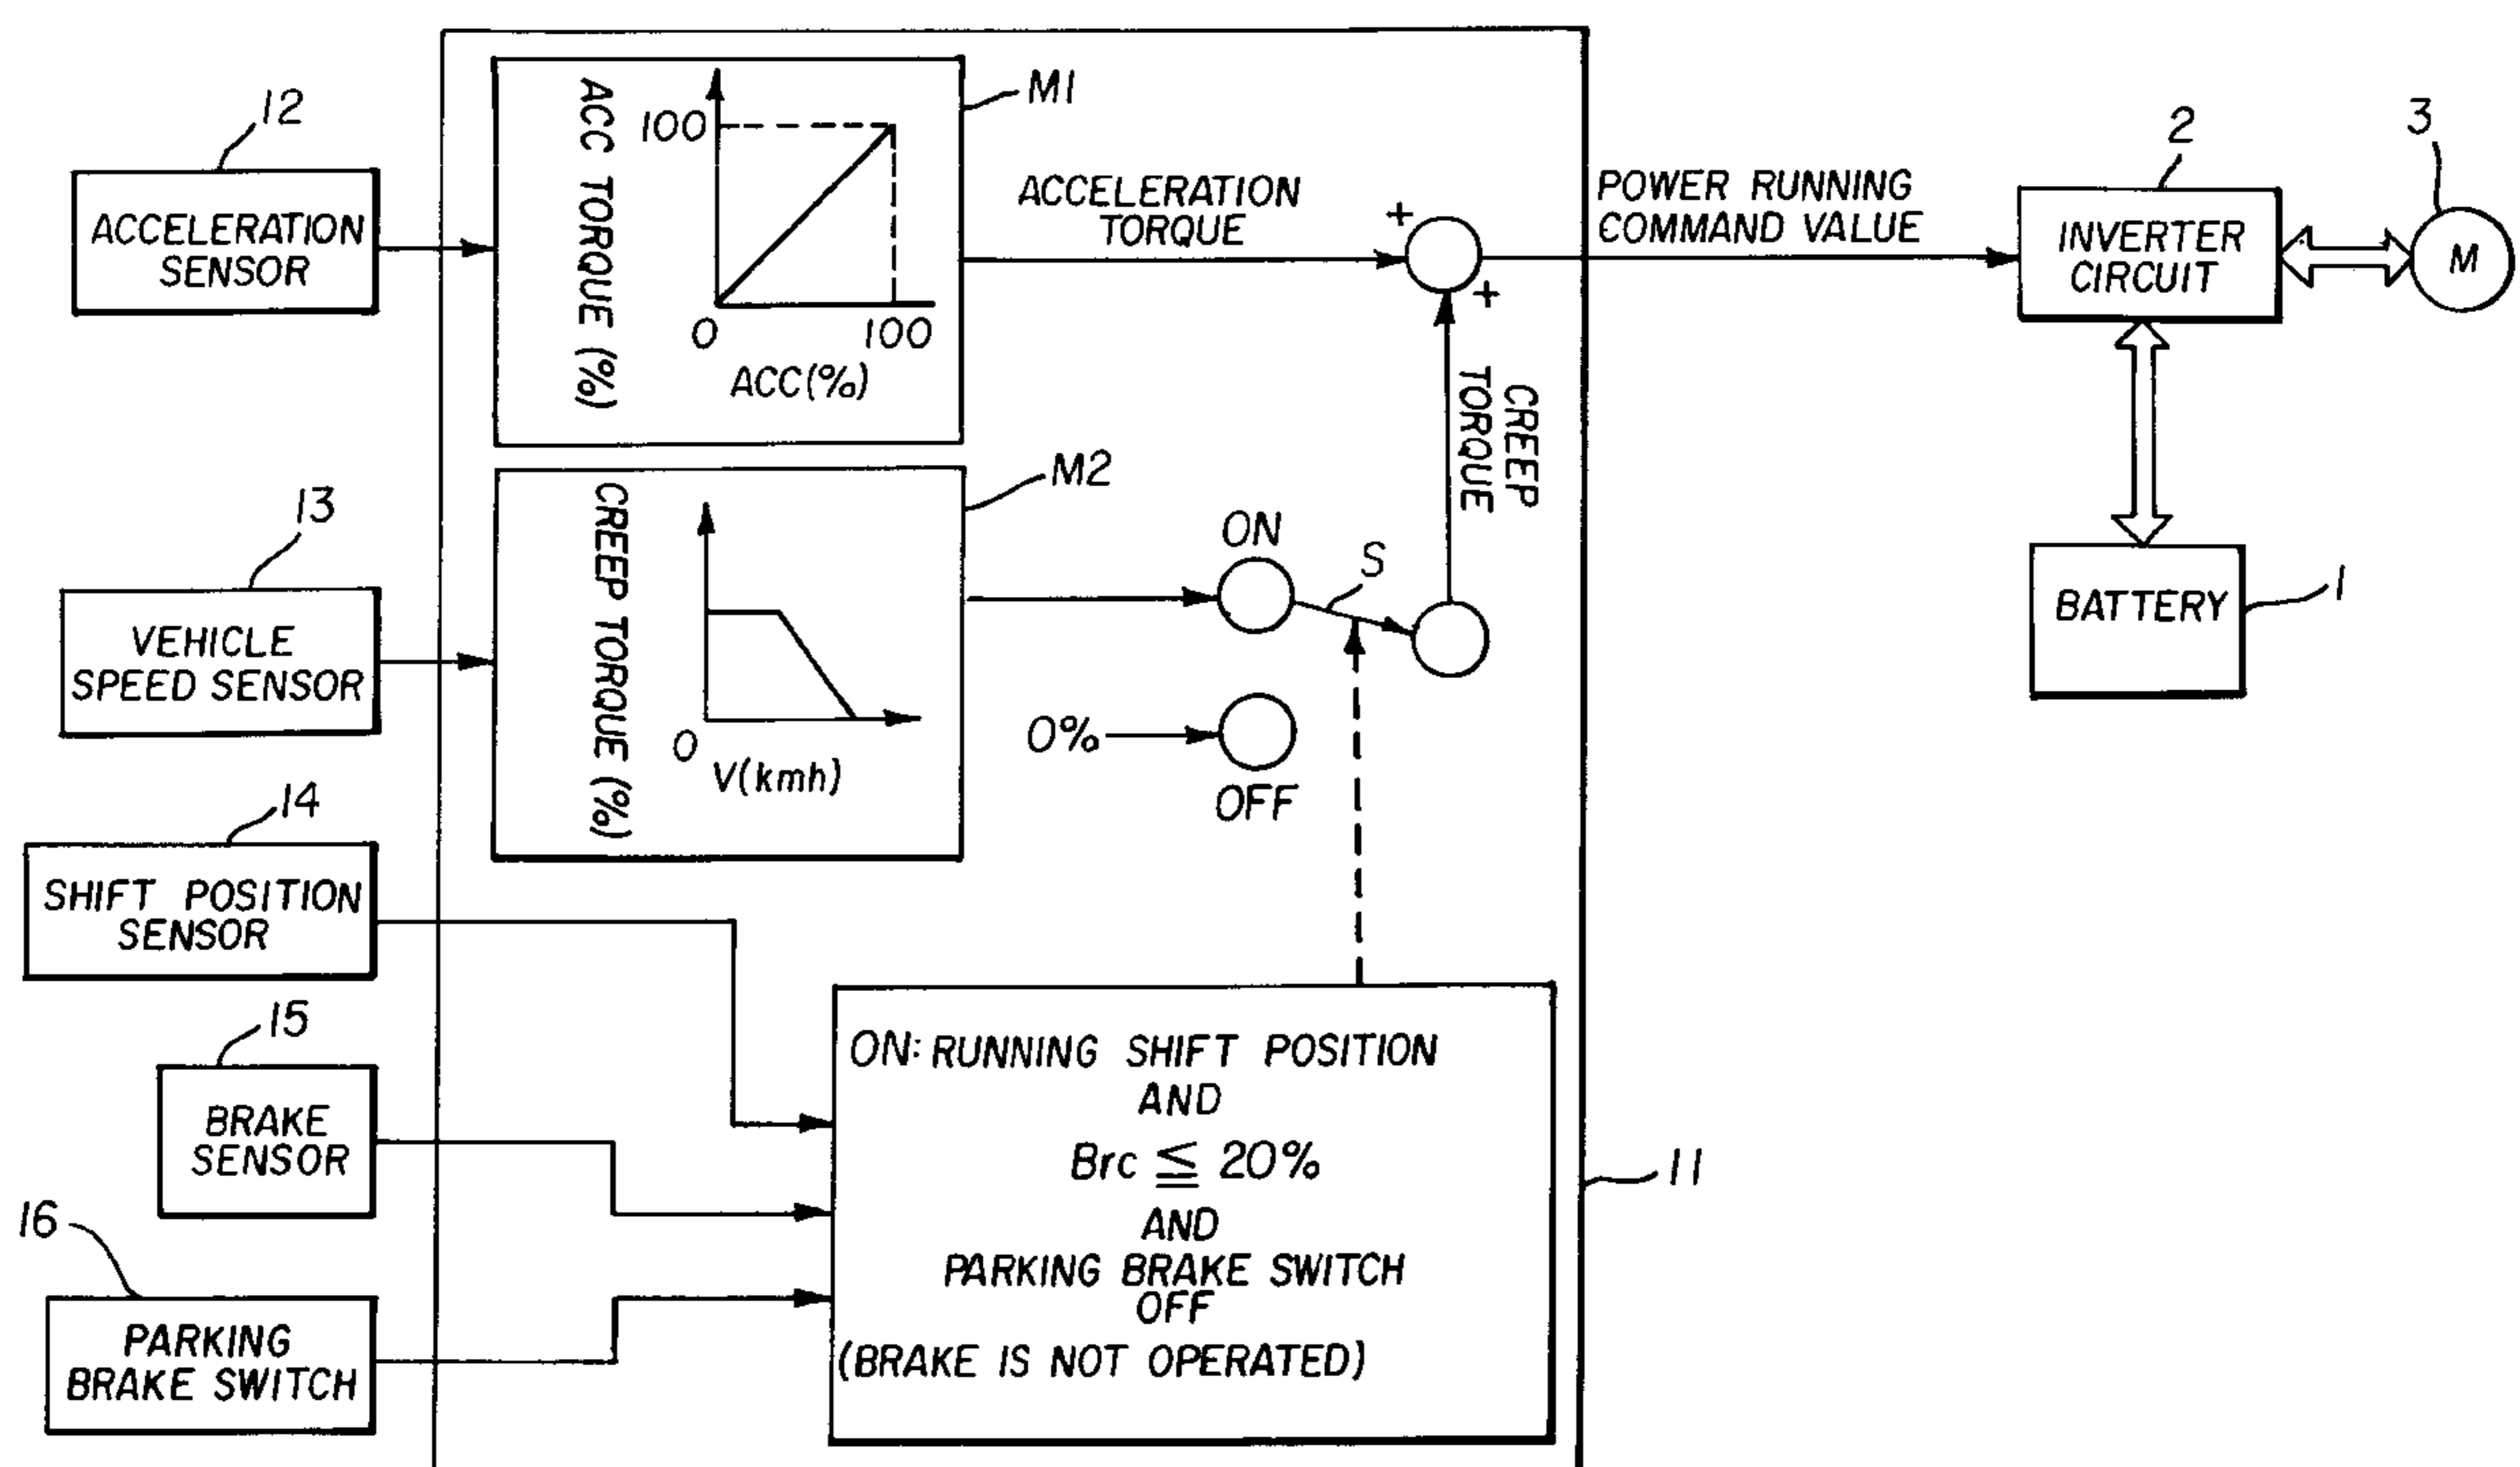 12
ACCELERATION
SENSOR
13
VEHICLE
SPEED SENSOR
14
SHIFT POSITION
SENSOR
15
BRAKE
SENSOR
16
PARKING
BRAKE SWITCH
M1
ACC TORQUE (%)
100
0
100
ACC(%)
M2
CREEP TORQUE (%)
0
V(kmh)
ACCELERATION
TORQUE
+
+
CREEP
TORQUE
ON
S
0%
OFF
ON: RUNNING SHIFT POSITION
AND
Brc ≦ 20%
AND
PARKING BRAKE SWITCH
OFF
(BRAKE IS NOT OPERATED)
11
POWER RUNNING
COMMAND VALUE
2
INVERTER
CIRCUIT
3
M
BATTERY
1